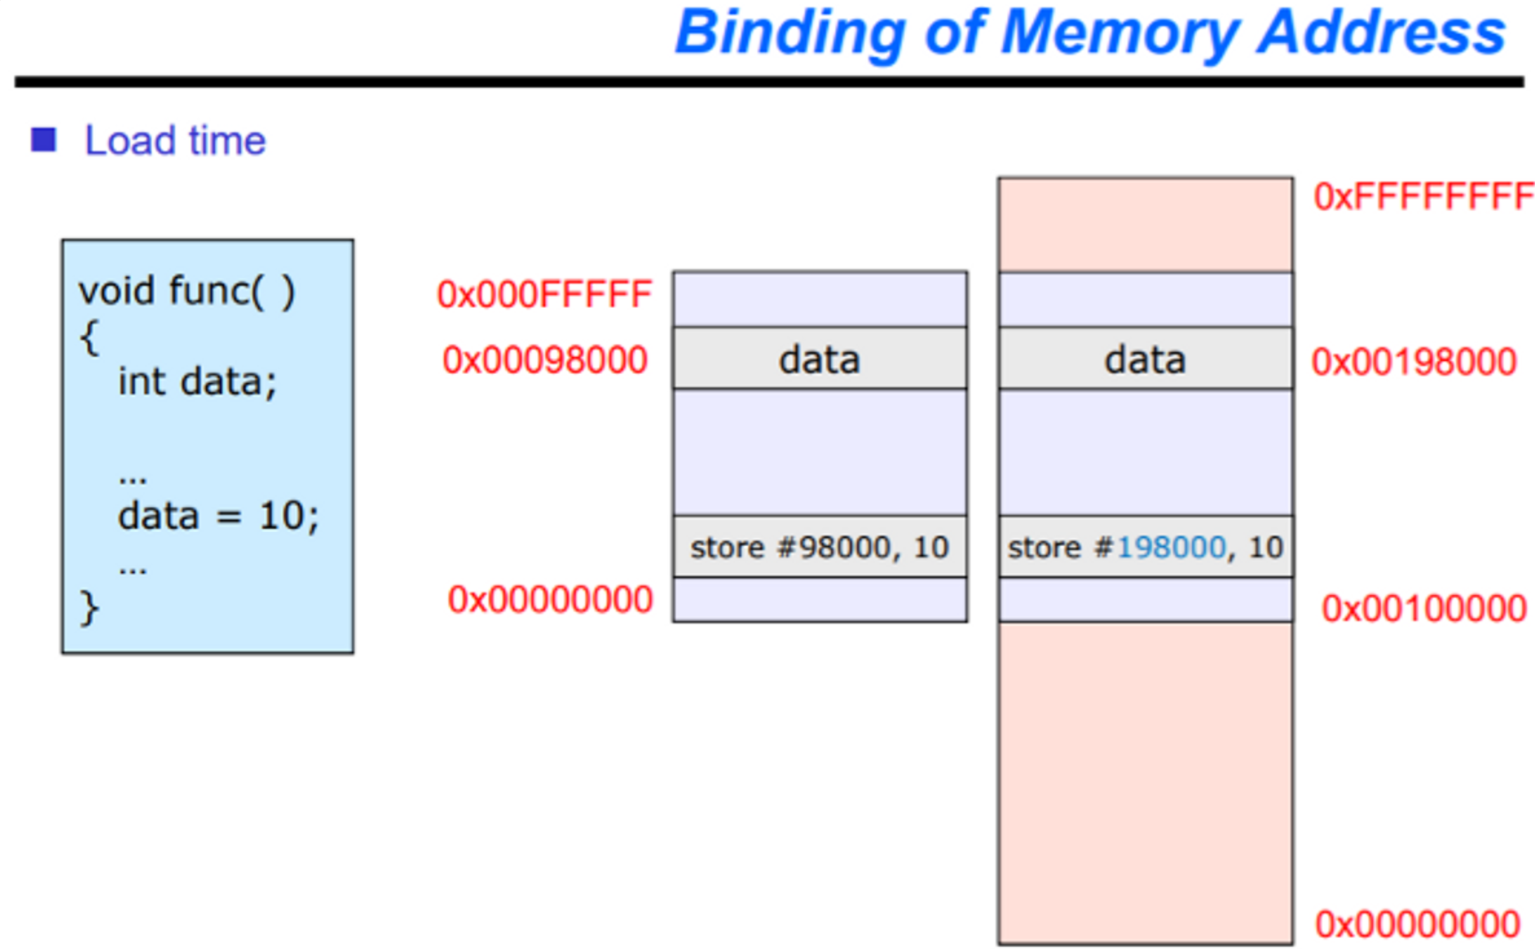 Binding of Memory Address
Load time
void func( )
{
int data;
...
data = 10;
...
}
0x000FFFFF
0x00098000
0x00000000
data
store #98000, 10
data
store #198000, 10
0xFFFFFFFF
0x00198000
0x00100000
0x00000000